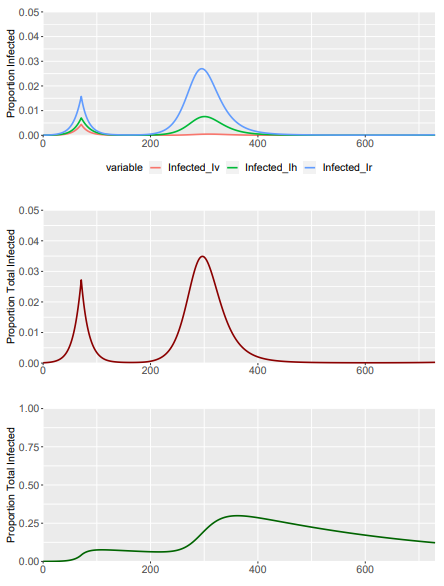 Proportion Infected
0.05
0.04
0.03
0.02
0.01
0.00
0 200 400 600
variable Infected_Iv Infected_Ih Infected_Ir
Proportion Total Infected
0.05
0.04
0.03
0.02
0.01
0.00
0 200 400 600
Proportion Total Infected
1.00
0.75
0.50
0.25
0.00
0 200 400 600